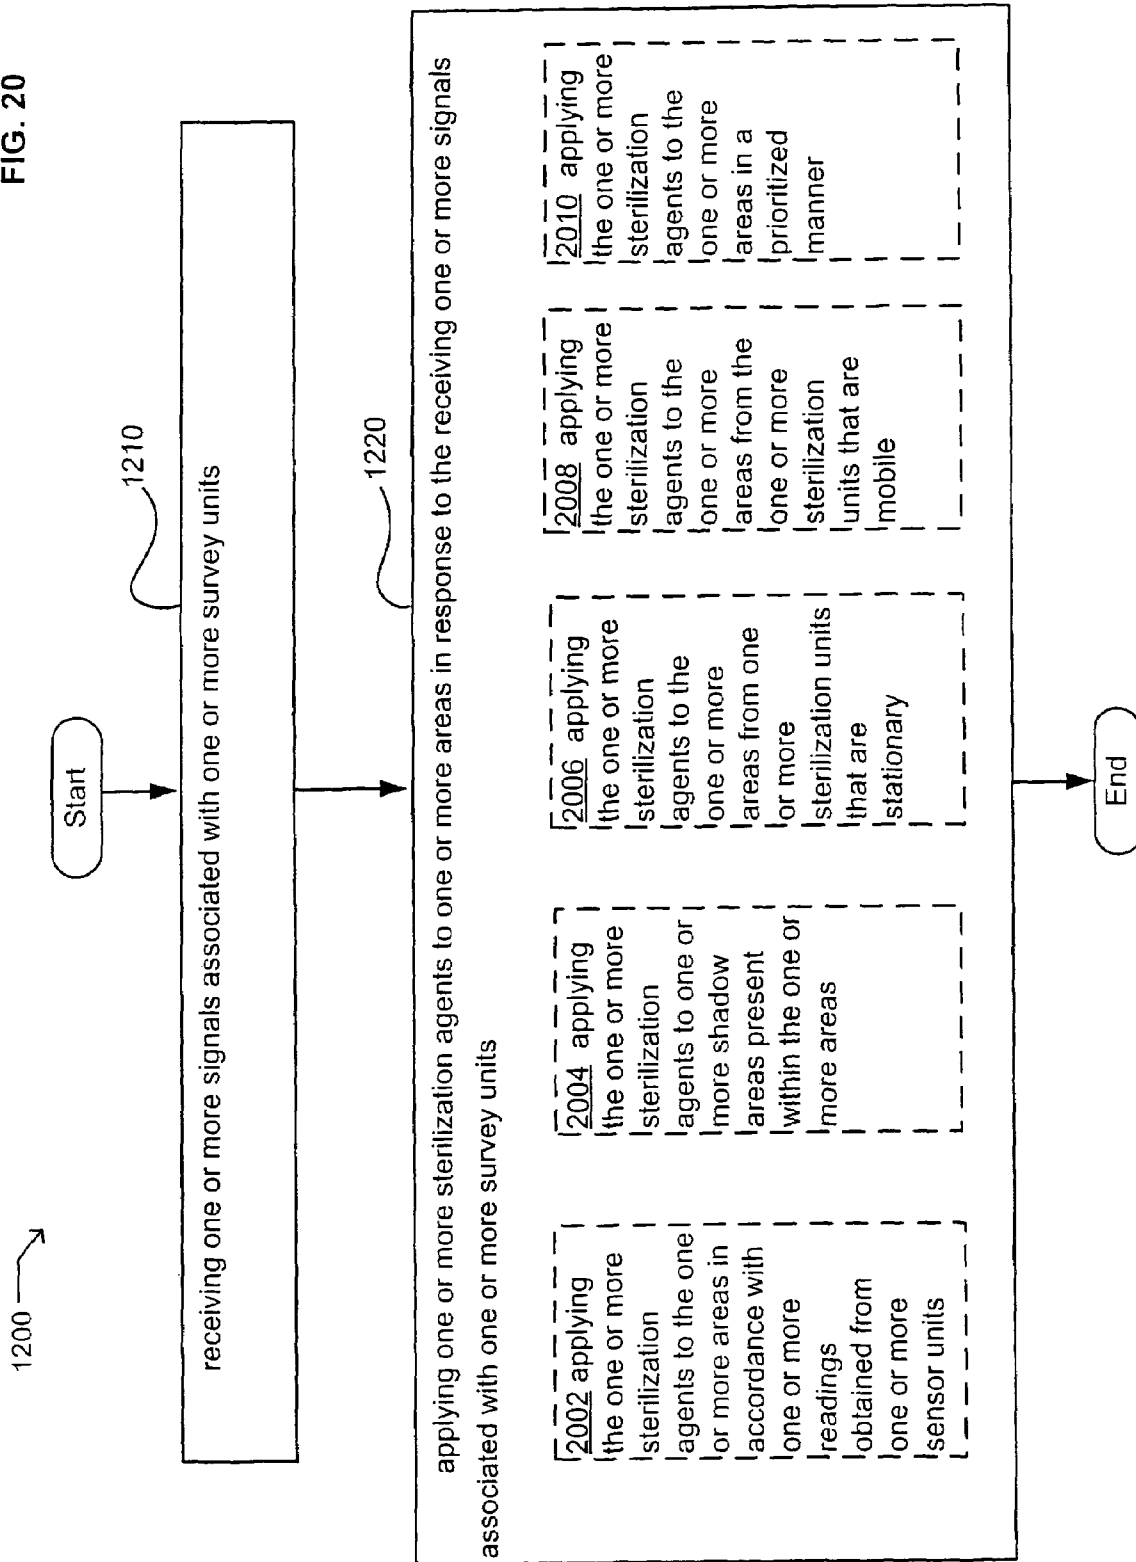 FIG. 20
1200
Start
1210
receiving one or more signals associated with one or more survey units
1220
applying one or more sterilization agents to one or more areas in response to the receiving one or more signals
associated with one or more survey units
2002 applying
the one or more
sterilization
agents to the one
or more areas in
accordance with
one or more
readings
obtained from
one or more
sensor units
2004 applying
the one or more
sterilization
agents to one or
more shadow
areas present
within the one or
more areas
2006 applying
the one or more
sterilization
agents to the
one or more
areas from one
or more
sterilization units
that are
stationary
2008 applying
the one or more
sterilization
agents to the
one or more
areas from the
one or more
sterilization
units that are
mobile
2010 applying
the one or more
sterilization
agents to the
one or more
areas in a
prioritized
manner
End